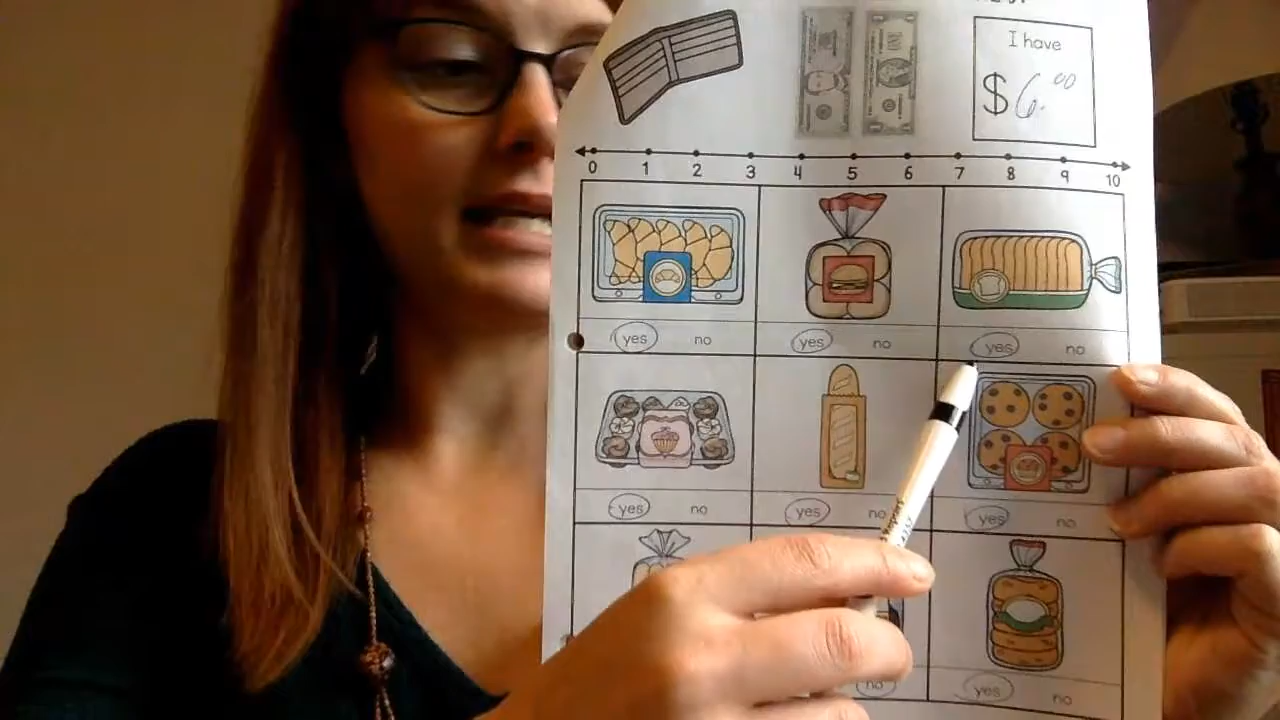 I have
$6.00
0 1 2 3 4 5 6 7 8 9 10
yes no yes no yes no
yes no yes no yes no
no yes no